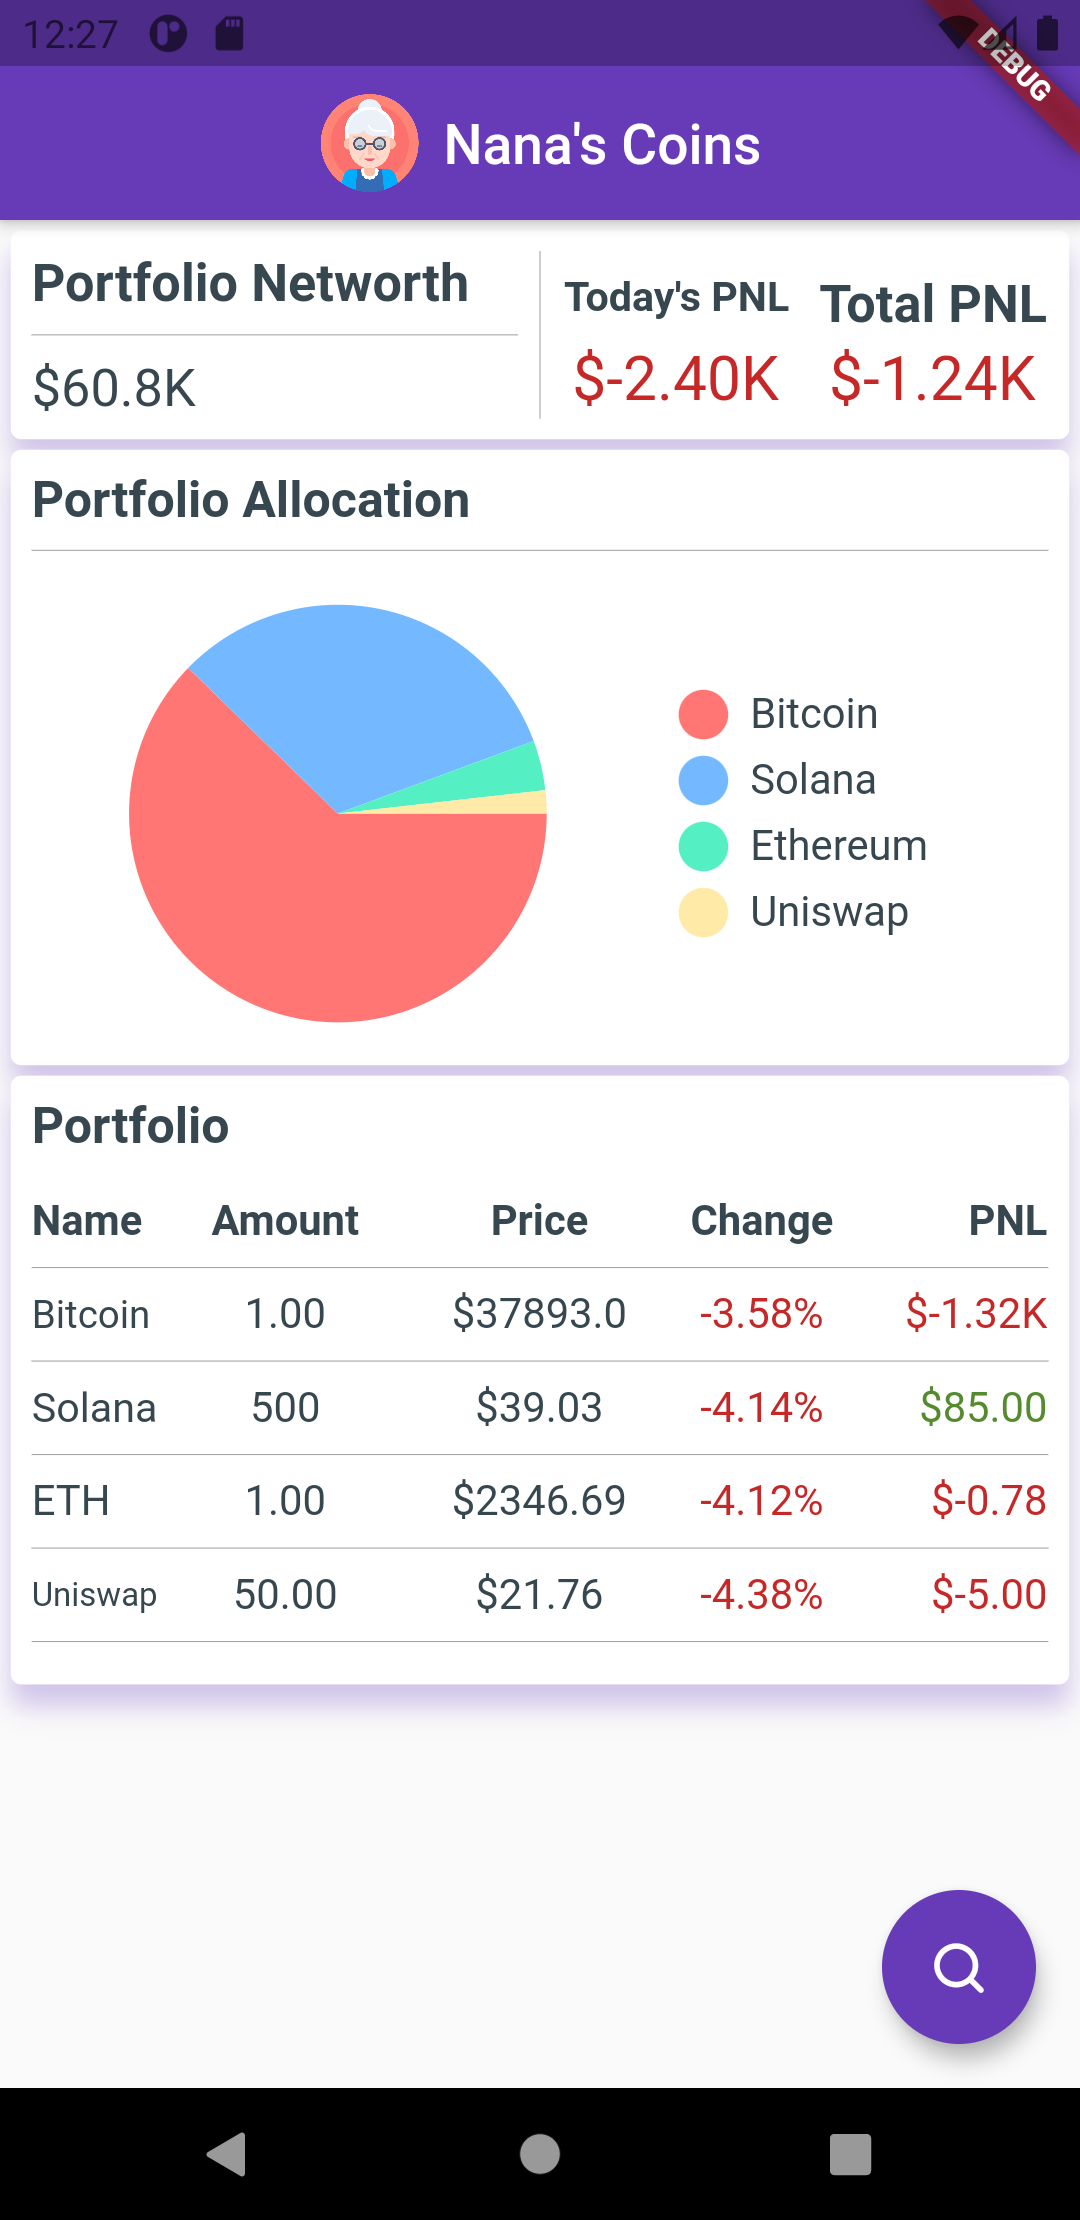 12:27
DEBUG
Nana's Coins
Portfolio Networth
$60.8K
Today's PNL Total PNL
$-2.40K $-1.24K
Portfolio Allocation
Bitcoin
Solana
Ethereum
Uniswap
Portfolio
Name Amount Price Change PNL
Bitcoin 1.00 $37893.0 -3.58% $-1.32K
Solana 500 $39.03 -4.14% $85.00
ETH 1.00 $2346.69 -4.12% $-0.78
Uniswap 50.00 $21.76 -4.38% $-5.00